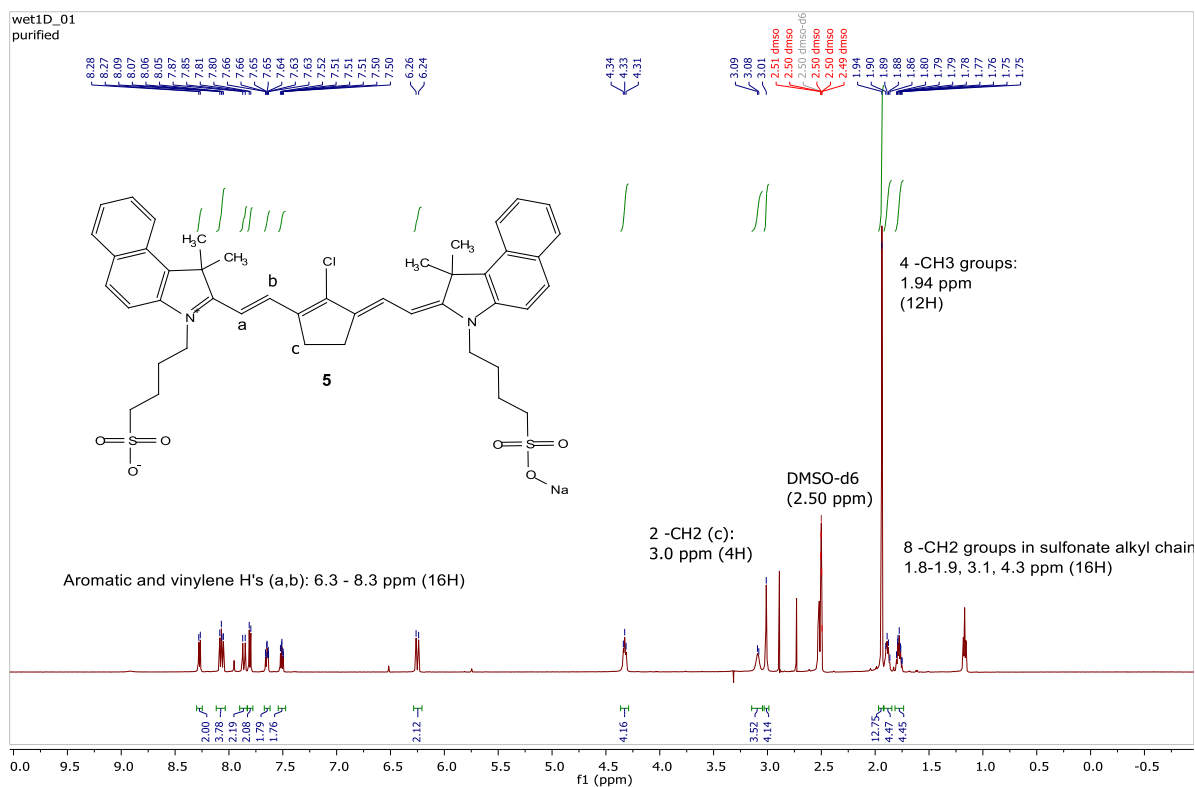 wet1D_01
purified
8.28 8.27 8.09 8.07 8.06 8.05 7.87 7.85 7.81 7.80 7.66 7.66 7.65 7.65 7.64 7.63 7.63 7.52 7.51 7.51 7.51 7.51 7.50 7.50 6.26 6.24 4.34 4.33 4.31 3.09 3.08 3.01 2.51 dmso 2.50 dmso 2.50 dmso-d6 2.50 dmso 2.50 dmso 2.49 dmso 1.94 1.90 1.89 1.88 1.86 1.80 1.79 1.79 1.78 1.77 1.76 1.75 1.75
H3C
CH3
CH3
H3C
Cl
b
a
N+
N
c
5
O S O
O-
O S O
O
Na
4 -CH3 groups:
1.94 ppm
(12H)
DMSO-d6
(2.50 ppm)
2 -CH2 (c):
3.0 ppm (4H)
8 -CH2 groups in sulfonate alkyl chain
1.8-1.9, 3.1, 4.3 ppm (16H)
Aromatic and vinylene H's (a,b): 6.3 - 8.3 ppm (16H)
2.00 3.78 2.19 2.08 1.79 1.76 2.12 4.16 3.52 4.14 12.75 4.47 4.45
0.0 9.5 9.0 8.5 8.0 7.5 7.0 6.5 6.0 5.5 5.0 4.5 4.0 3.5 3.0 2.5 2.0 1.5 1.0 0.5 0.0 -0.5
f1 (ppm)